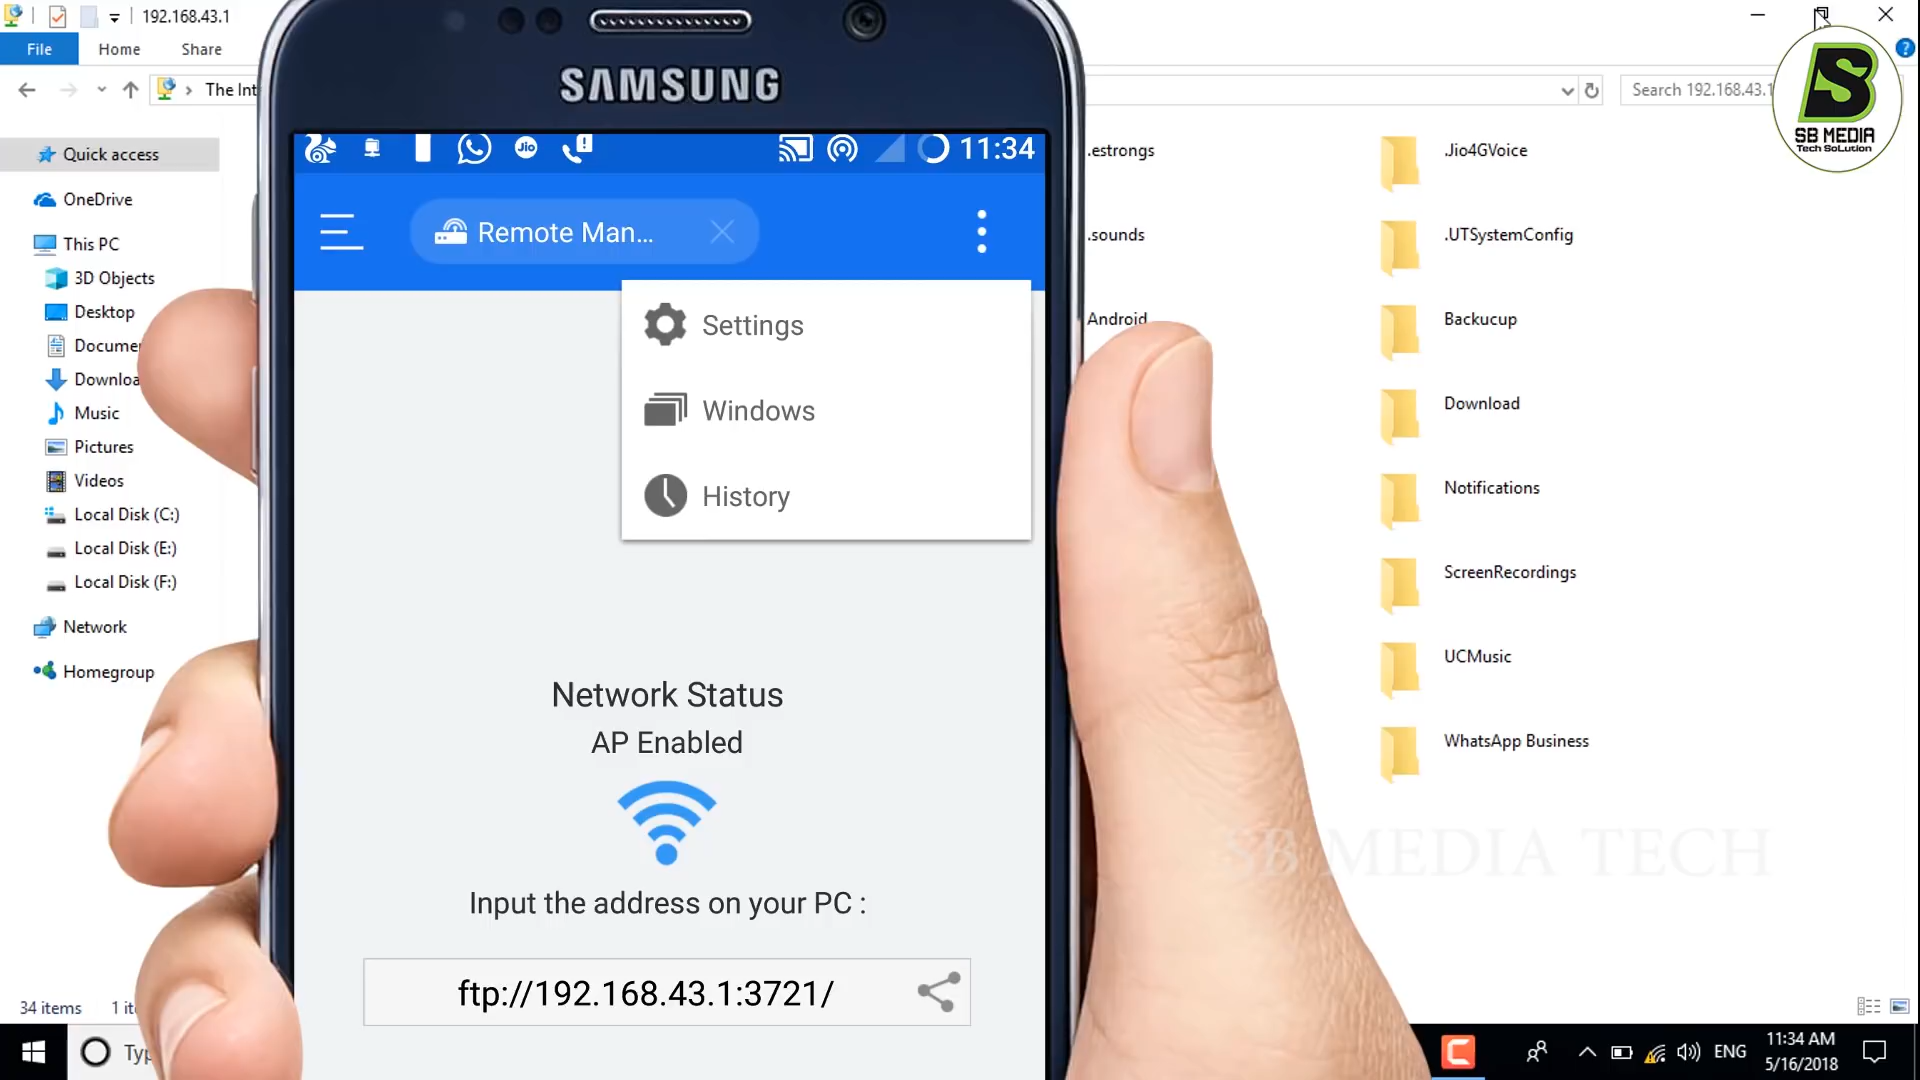 192.168.43.1
File Home Share
The Int
Search 192.168.43.1
SB MEDIA
Tech SoLution
Quick access
OneDrive
This PC
3D Objects
Desktop
Docume
Downloa
Music
Pictures
Videos
Local Disk (C:)
Local Disk (E:)
Local Disk (F:)
Network
Homegroup
34 items 1 it
SAMSUNG
Jio
11:34
Remote Man...
Settings
Windows
History
Network Status
AP Enabled
Input the address on your PC :
ftp://192.168.43.1:3721/
.estrongs
.sounds
Android
.Jio4GVoice
.UTSystemConfig
Backucup
Download
Notifications
ScreenRecordings
UCMusic
WhatsApp Business
SB MEDIA TECH
Typ
ENG
11:34 AM
5/16/2018